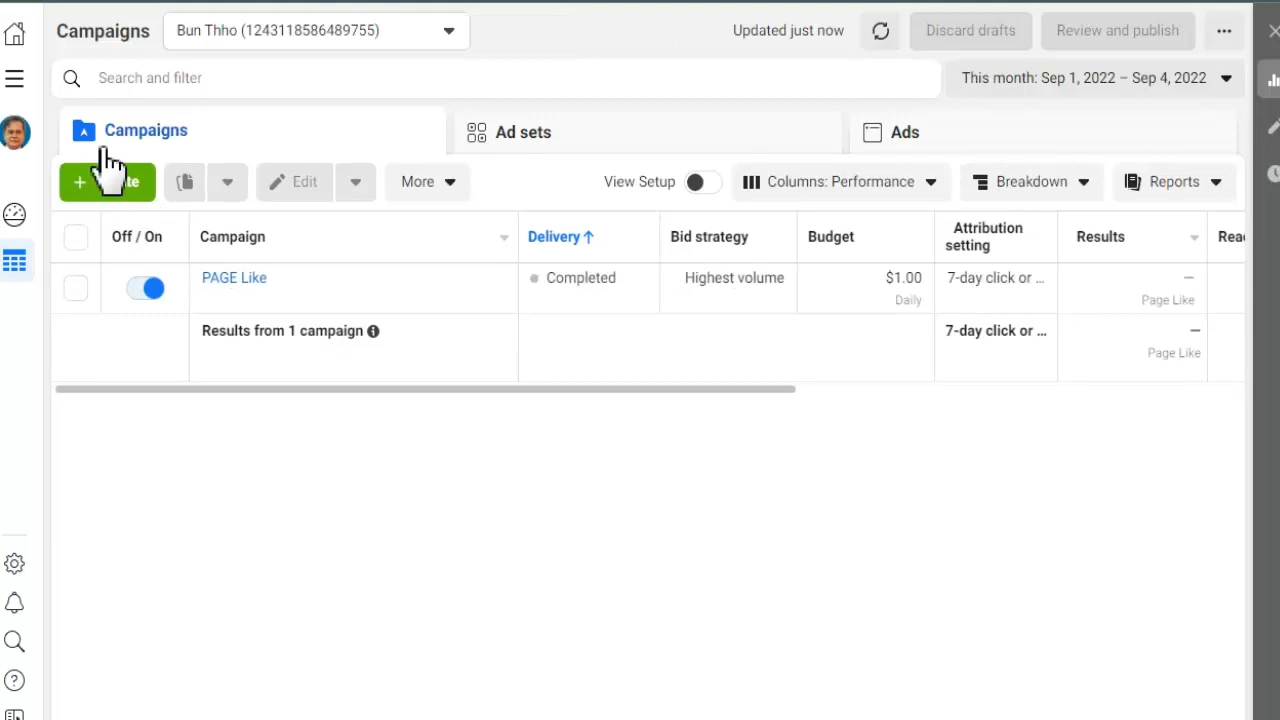 Campaigns
Bun Thho (1243118586489755)
Updated just now
Discard drafts
Review and publish
Search and filter
This month: Sep 1, 2022 – Sep 4, 2022
Campaigns
Ad sets
Ads
Edit
More
View Setup
Columns: Performance
Breakdown
Reports
Off / On
Campaign
Delivery↑
Bid strategy
Budget
Attribution
setting
Results
PAGE Like
Completed
Highest volume
$1.00
Daily
7-day click or ...
—
Page Like
Results from 1 campaign
7-day click or ...
—
Page Like